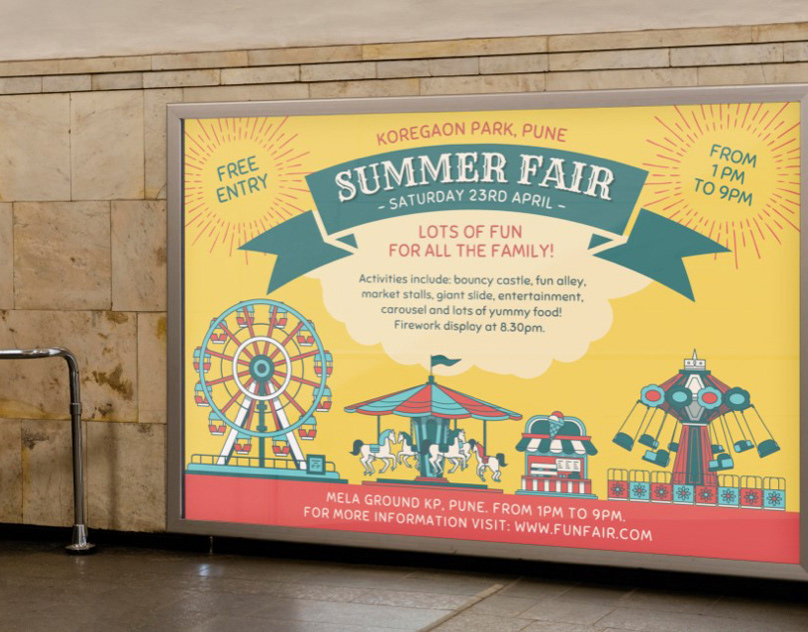 KOREGAON PARK, PUNE
SUMMER FAIR
- SATURDAY 23RD APRIL -
FREE
ENTRY
FROM
1 PM
TO 9PM
LOTS OF FUN
FOR ALL THE FAMILY!
Activities include: bouncy castle, fun alley,
market stalls, giant slide, entertainment,
carousel and lots of yummy food!
Firework display at 8.30pm.
MELA GROUND KP, PUNE. FROM 1PM TO 9PM.
FOR MORE INFORMATION VISIT: WWW.FUNFAIR.COM